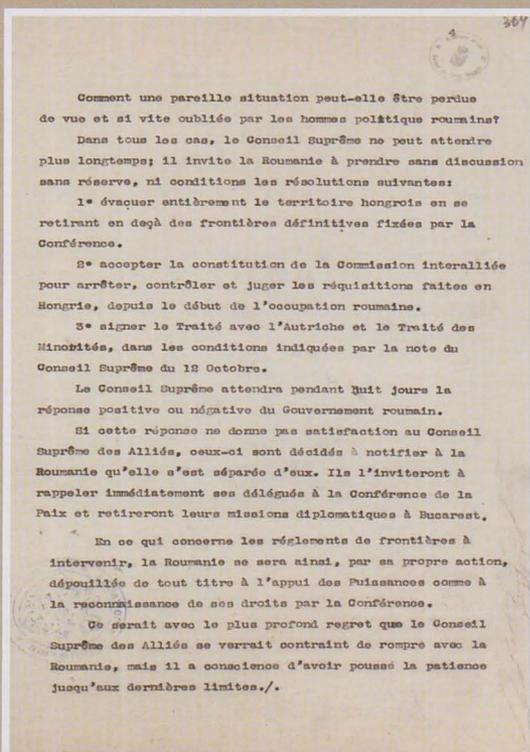 304
4
Comment une pareille situation peut-elle être perdue
de vue et si vite oubliée par les hommes politique roumains?
Dans tous les cas, le Conseil Suprême ne peut attendre
plus longtemps; il invite la Roumanie à prendre sans discussion
sans réserve, ni conditions les résolutions suivantes:
1° évaquer entièrement le territoire hongrois en se
retirant en deçà des frontières définitives fixées par la
Conférence.
2° accepter la constitution de la Commission interalliée
pour arrêter, contrôler et juger les réquisitions faites en
Hongrie, depuis le début de l'occupation roumaine.
3° signer le Traité avec l'Autriche et le Traité des
Minorités, dans les conditions indiquées par la note du
Conseil Suprême du 12 Octobre.
Le Conseil Suprême attendra pendant huit jours la
réponse positive ou négative du Gouvernement roumain.
Si cette réponse ne donne pas satisfaction au Conseil
Suprême des Alliés, ceux-ci sont décidés à notifier à la
Roumanie qu'elle s'est séparée d'eux. Ils l'inviteront à
rappeler immédiatement ses délégués à la Conférence de la
Paix et retireront leurs missions diplomatiques à Bucarest.
En ce qui concerne les réglements de frontières à
intervenir, la Roumanie se sera ainsi, par sa propre action,
dépouillée de tout titre à l'appui des Puissances comme à
la reconnaissance de ses droits par la Conférence.
Ce serait avec le plus profond regret que le Conseil
Suprême des Alliés se verrait contraint de rompre avec la
Roumanie, mais il a conscience d'avoir poussé la patience
jusqu'aux dernières limites./.